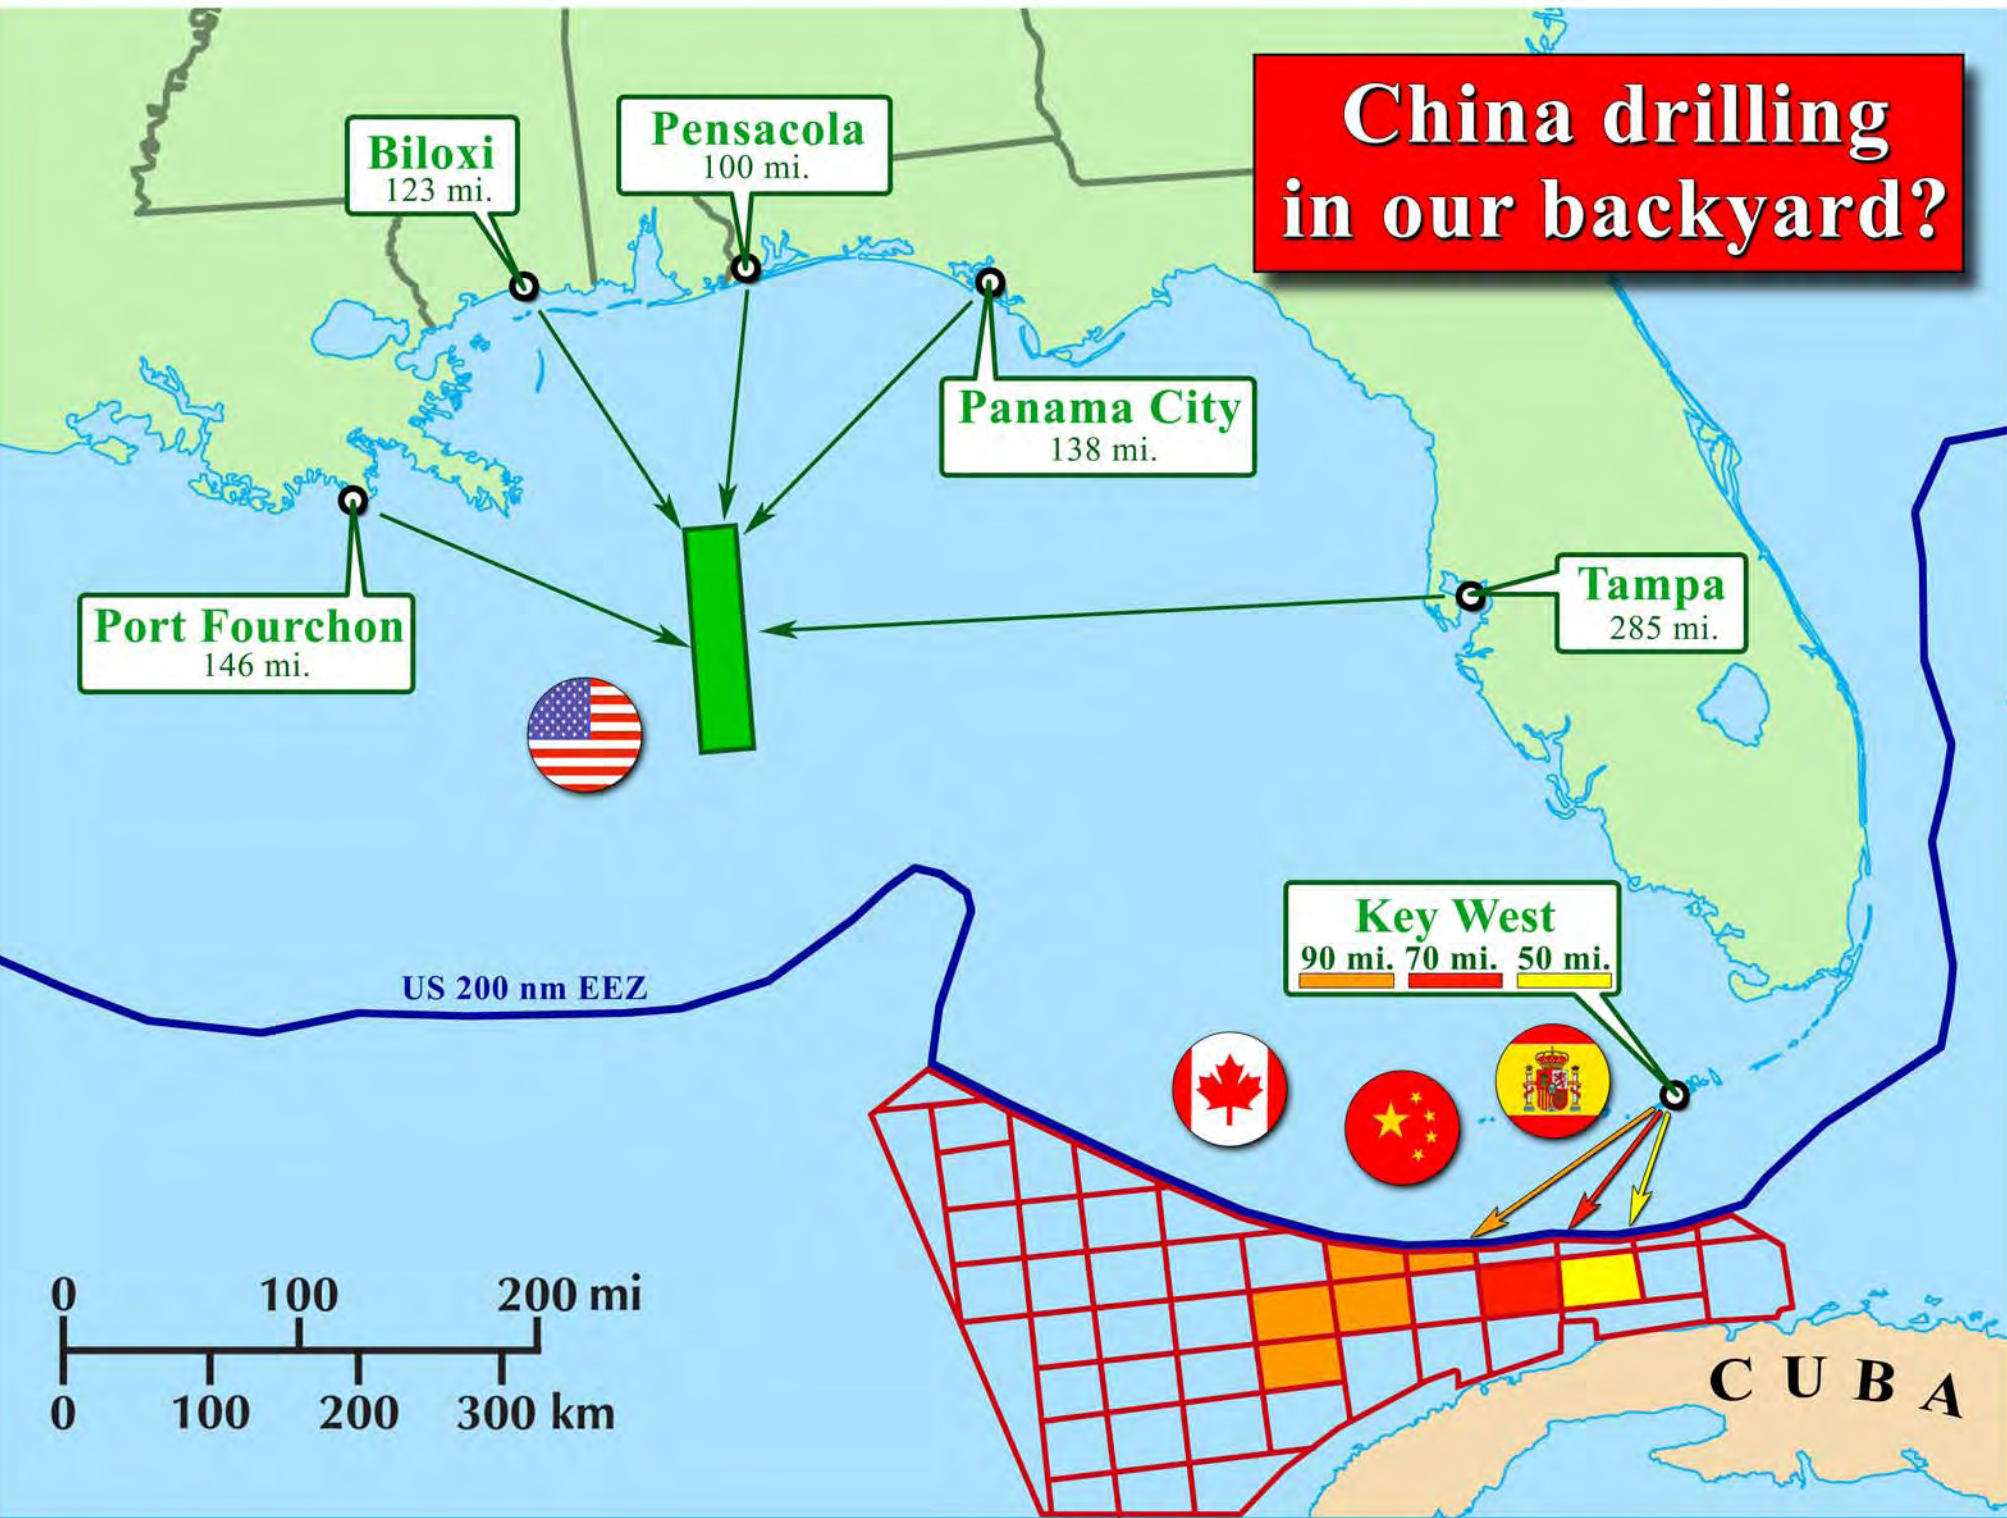 China drilling
in our backyard?
Biloxi
123 mi.
Pensacola
100 mi.
Panama City
138 mi.
Port Fourchon
146 mi.
Tampa
285 mi.
Key West
90 mi. 70 mi. 50 mi.
US 200 nm EEZ
0 100 200 mi
0 100 200 300 km
CUBA